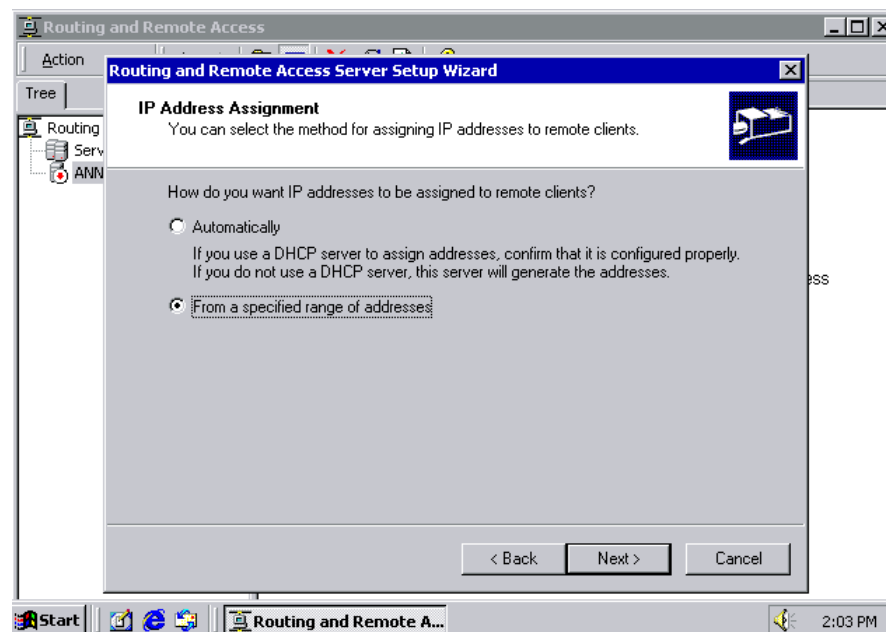 Routing and Remote Access
Action
Tree
Routing
Serv
ANN
Routing and Remote Access Server Setup Wizard
IP Address Assignment
You can select the method for assigning IP addresses to remote clients.
How do you want IP addresses to be assigned to remote clients?
Automatically
If you use a DHCP server to assign addresses, confirm that it is configured properly.
If you do not use a DHCP server, this server will generate the addresses.
From a specified range of addresses
ess
< Back Next > Cancel
Start Routing and Remote A... 2:03 PM